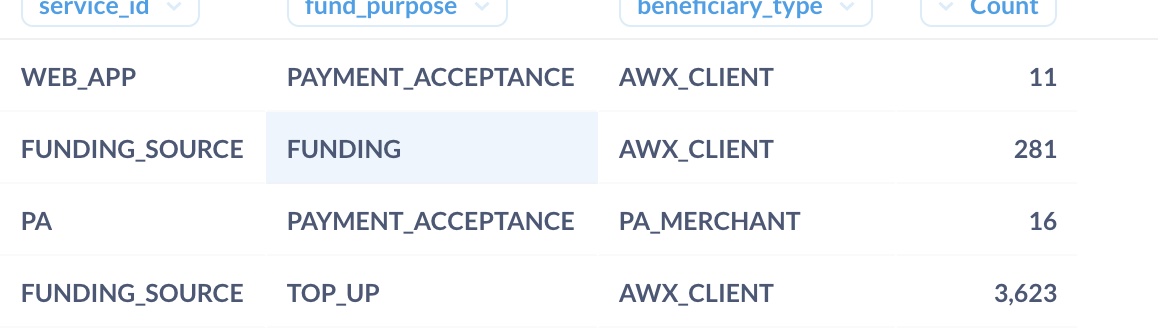 service_id fund_purpose beneficiary_type Count
WEB_APP PAYMENT_ACCEPTANCE AWX_CLIENT 11
FUNDING_SOURCE FUNDING AWX_CLIENT 281
PA PAYMENT_ACCEPTANCE PA_MERCHANT 16
FUNDING_SOURCE TOP_UP AWX_CLIENT 3,623